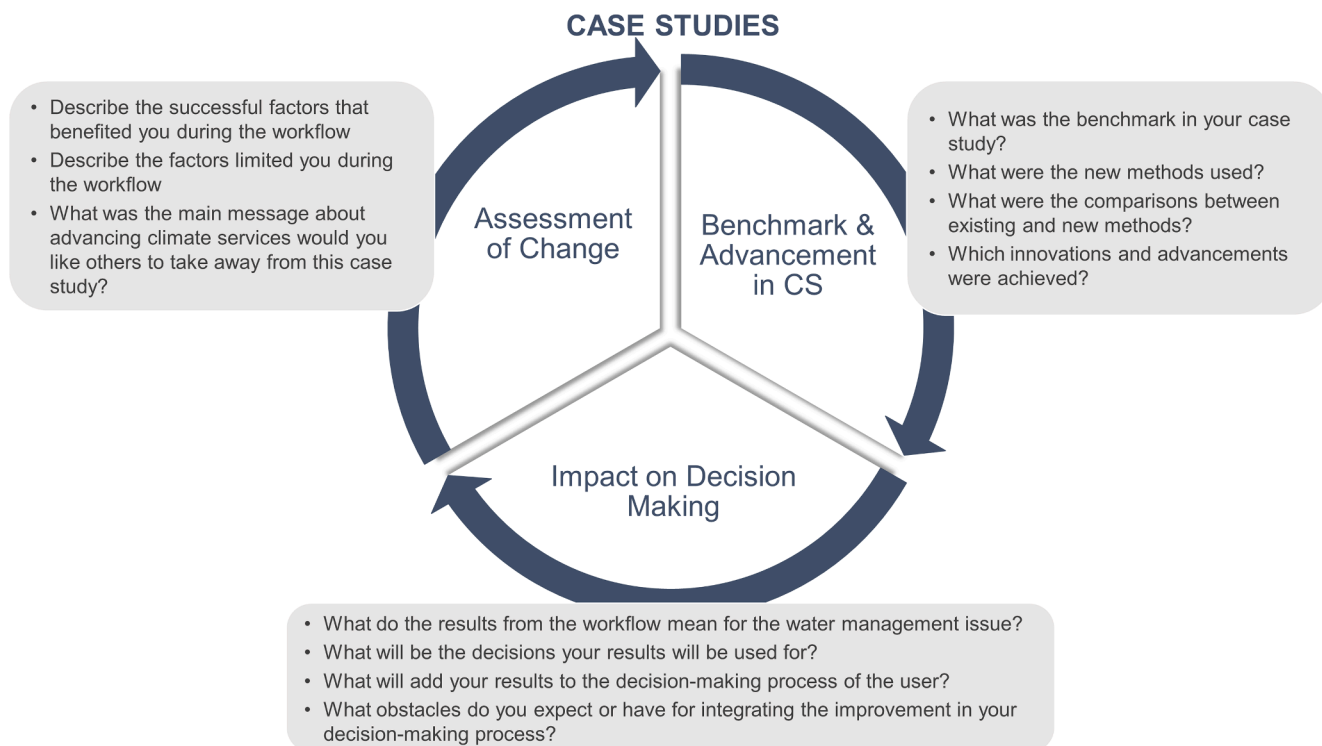 CASE STUDIES
• Describe the successful factors that
benefited you during the workflow
• Describe the factors limited you during
the workflow
• What was the main message about
advancing climate services would you
like others to take away from this case
study?
Assessment
of Change
Benchmark &
Advancement
in CS
• What was the benchmark in your case
study?
• What were the new methods used?
• What were the comparisons between
existing and new methods?
• Which innovations and advancements
were achieved?
Impact on Decision
Making
• What do the results from the workflow mean for the water management issue?
• What will be the decisions your results will be used for?
• What will add your results to the decision-making process of the user?
• What obstacles do you expect or have for integrating the improvement in your
decision-making process?